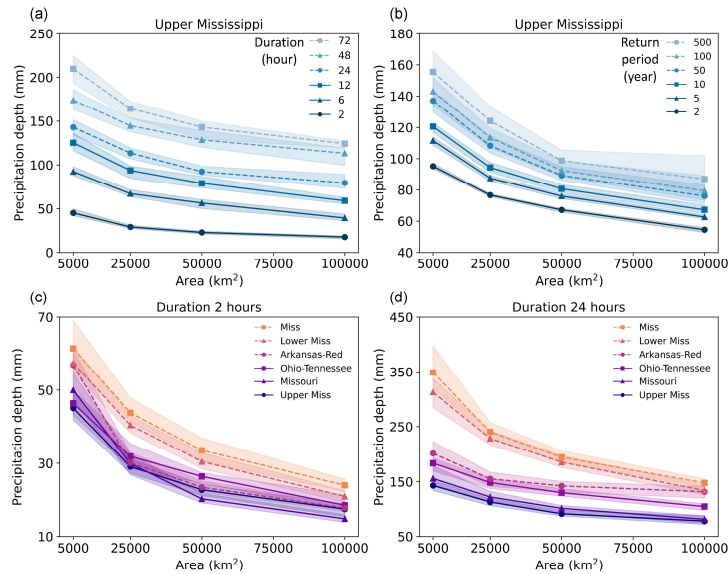 (a)
Upper Mississippi
250
200
150
100
50
0
Precipitation depth (mm)
Duration
(hour)
72
48
24
12
6
2
5000 25000 50000 75000 100000
Area (km²)
(b)
Upper Mississippi
180
160
140
120
100
80
60
40
Precipitation depth (mm)
Return
period
(year)
500
100
50
10
5
2
5000 25000 50000 75000 100000
Area (km²)
(c)
Duration 2 hours
70
50
30
10
Precipitation depth (mm)
Miss
Lower Miss
Arkansas-Red
Ohio-Tennessee
Missouri
Upper Miss
5000 25000 50000 75000 100000
Area (km²)
(d)
Duration 24 hours
450
350
250
150
50
Precipitation depth (mm)
Miss
Lower Miss
Arkansas-Red
Ohio-Tennessee
Missouri
Upper Miss
5000 25000 50000 75000 100000
Area (km²)